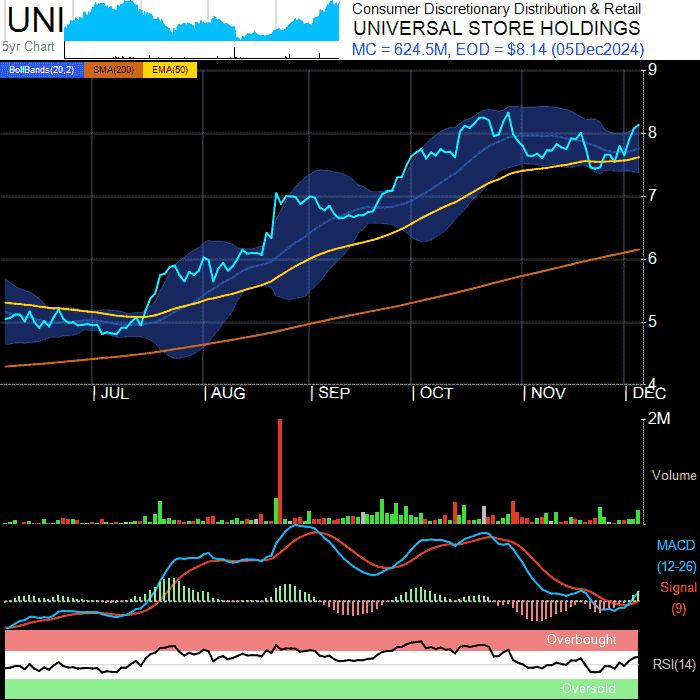 UNI
5yr Chart
Consumer Discretionary Distribution & Retail
UNIVERSAL STORE HOLDINGS
MC = 624.5M, EOD = $8.14 (05Dec2024)
BollBands(20,2) SMA(200) EMA(50)
9
8
7
6
5
4
JUL AUG SEP OCT NOV DEC
2M
Volume
MACD
(12-26)
Signal
(9)
Overbought
RSI(14)
Oversold